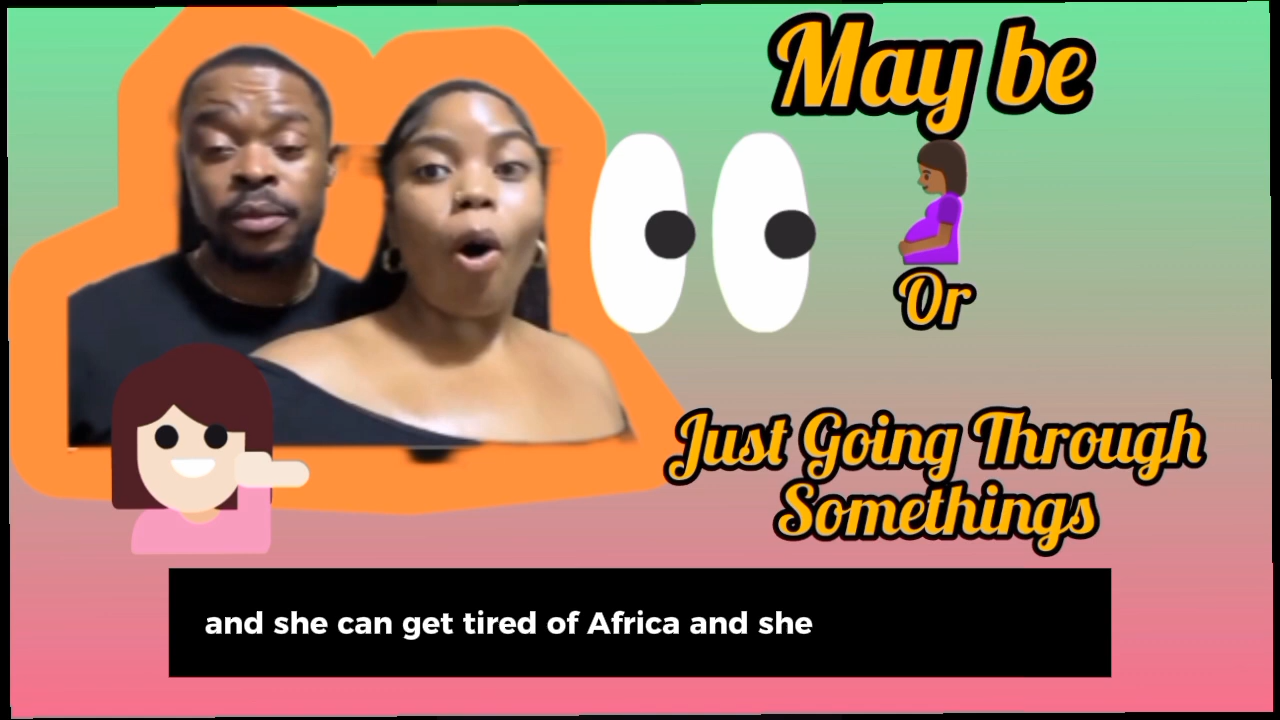 May be
Or
Just Going Through
Somethings
and she can get tired of Africa and she